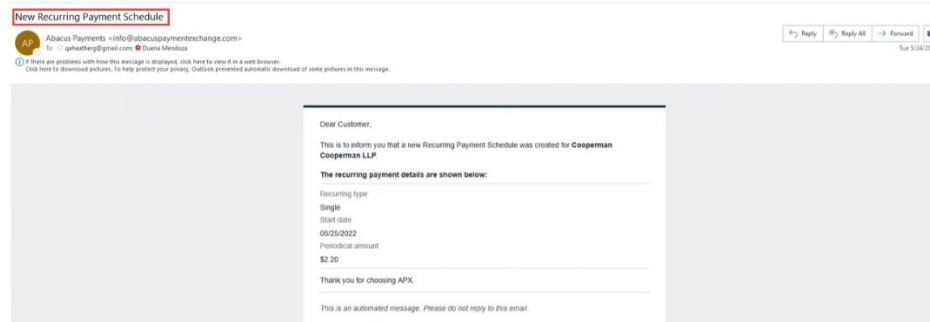 New Recurring Payment Schedule
AP
Abacus Payments <info@abacuspaymentexchange.com>
To qaheatherg@gmail.com; Duena Mendoza
Reply
Reply All
Forward
Tue 5/24/20
If there are problems with how this message is displayed, click here to view it in a web browser.
Click here to download pictures. To help protect your privacy, Outlook prevented automatic download of some pictures in this message.
Dear Customer,
This is to inform you that a new Recurring Payment Schedule was created for Cooperman
Cooperman LLP.
The recurring payment details are shown below:
Recurring type
Single
Start date
05/25/2022
Periodical amount
$2.20
Thank you for choosing APX.
This is an automated message. Please do not reply to this email.